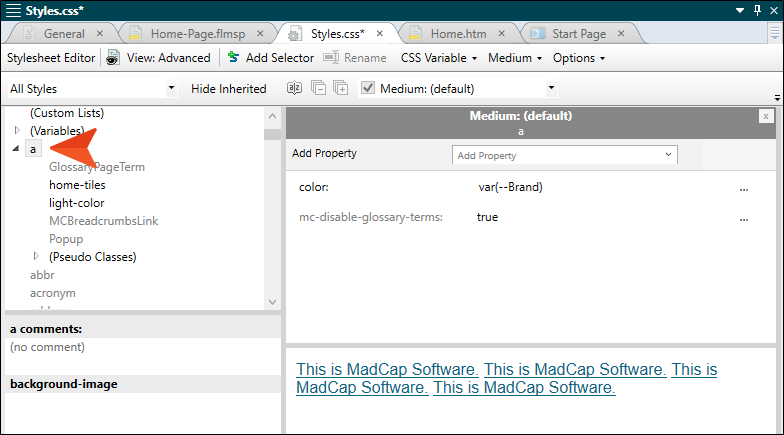 Styles.css*
General
Home-Page.flmsp
Styles.css*
Home.htm
Start Page
Stylesheet Editor
View: Advanced
Add Selector
Rename
CSS Variable
Medium
Options
All Styles
Hide Inherited
Medium: (default)
(Custom Lists)
(Variables)
a
GlossaryPageTerm
home-tiles
light-color
MCBreadcrumbsLink
Popup
(Pseudo Classes)
abbr
acronym
a comments:
(no comment)
background-image
Medium: (default)
a
Add Property
Add Property
color: var(--Brand) ...
mc-disable-glossary-terms: true ...
This is MadCap Software. This is MadCap Software. This is
MadCap Software. This is MadCap Software.